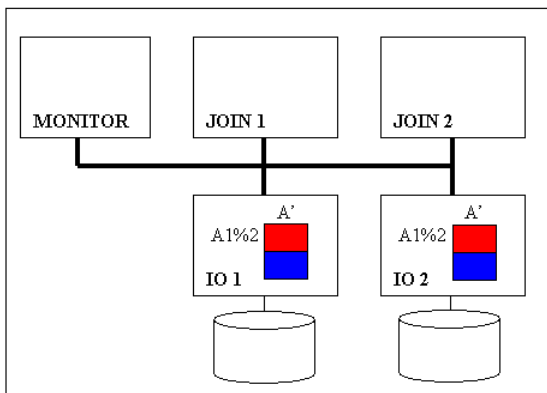 MONITOR
JOIN 1
JOIN 2
A'
A1%2
IO 1
A'
A1%2
IO 2